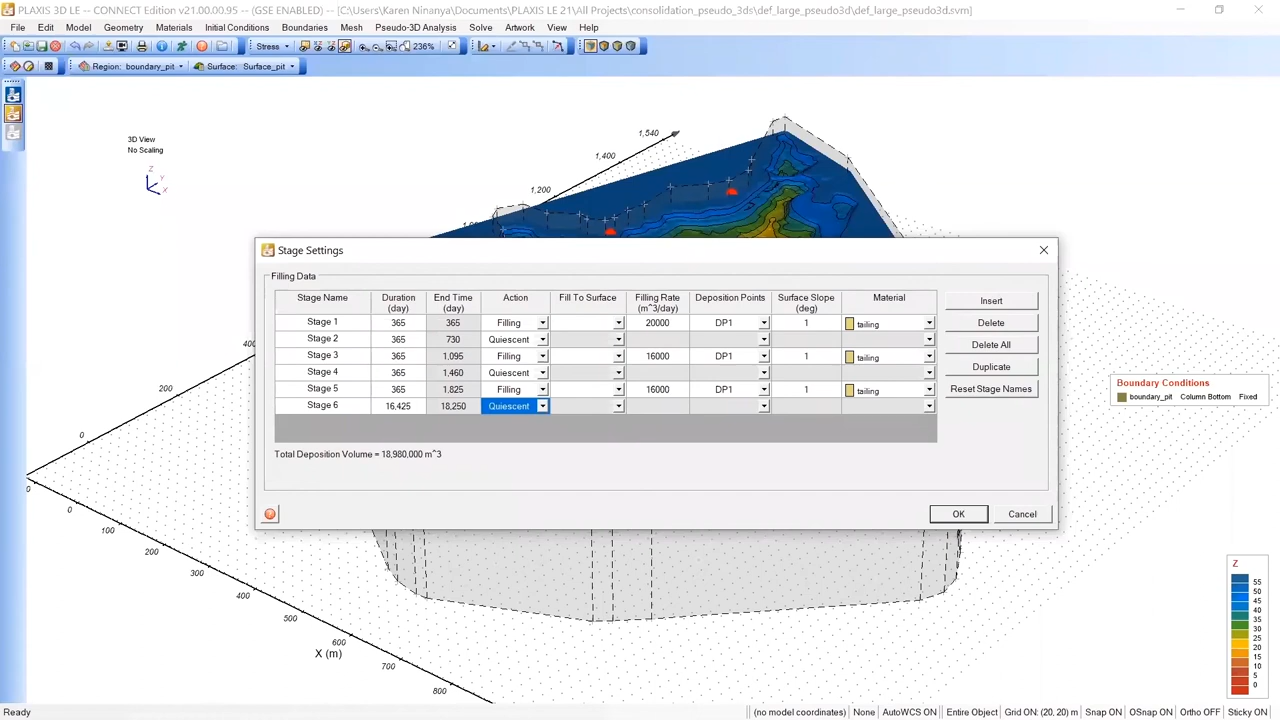 PLAXIS 3D LE -- CONNECT Edition v21.00.00.95 -- (GSE ENABLED) -- [C:\Users\Karen Ninanya\Documents\PLAXIS LE 21\All Projects\consolidation_pseudo_3ds\def_large_pseudo3d\def_large_pseudo3d.svm]
File Edit Model Geometry Materials Initial Conditions Boundaries Mesh Pseudo-3D Analysis Solve Artwork View Help
Stress 236%
Region: boundary_pit Surface: Surface_pit
3D View
No Scaling
Z
Y
X
1,540
1,400
1,200
Stage Settings
Filling Data
Stage Name Duration (day) End Time (day) Action Fill To Surface Filling Rate (m^3/day) Deposition Points Surface Slope (deg) Material
Stage 1 365 365 Filling 20000 DP1 1 tailing
Stage 2 365 730 Quiescent
Stage 3 365 1,095 Filling 16000 DP1 1 tailing
Stage 4 365 1,460 Quiescent
Stage 5 365 1,825 Filling 16000 DP1 1 tailing
Stage 6 16,425 18,250 Quiescent
Insert
Delete
Delete All
Duplicate
Reset Stage Names
Total Deposition Volume = 18,980,000 m^3
OK Cancel
Boundary Conditions
boundary_pit Column Bottom Fixed
200
0
0
0
100
200
300
400
500
600
700
800
X (m)
Z
55
50
45
40
35
30
25
20
15
10
5
0
Ready (no model coordinates) None AutoWCS ON Entire Object Grid ON: (20, 20) m Snap ON OSnap ON Ortho OFF Sticky ON